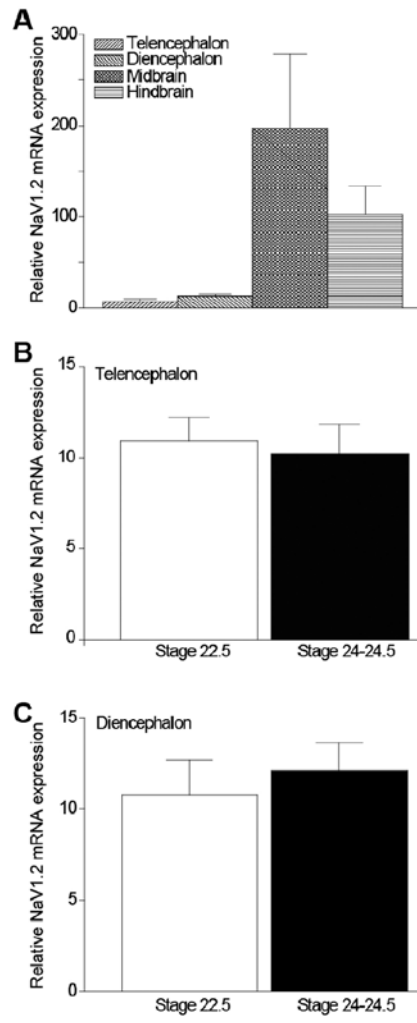 A
Relative NaV1.2 mRNA expression
300
200
100
0
Telencephalon
Diencephalon
Midbrain
Hindbrain
B
Relative NaV1.2 mRNA expression
15
10
5
0
Telencephalon
Stage 22.5
Stage 24-24.5
C
Relative NaV1.2 mRNA expression
15
10
5
0
Diencephalon
Stage 22.5
Stage 24-24.5